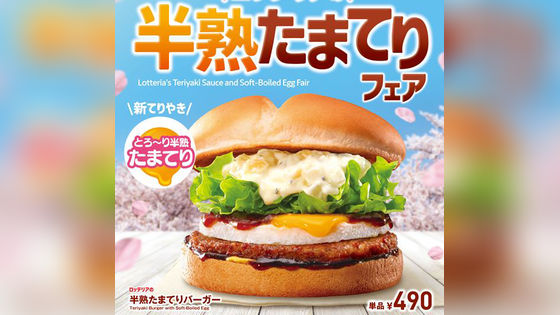 半熟たまてり
フェア
Lotteria's Teriyaki Sauce and Soft-Boiled Egg Fair
\新てりやき/
とろ〜り半熟
たまてり
ロッテリアの
半熟たまてりバーガー
Teriyaki Burger with Soft-Boiled Egg
単品¥490